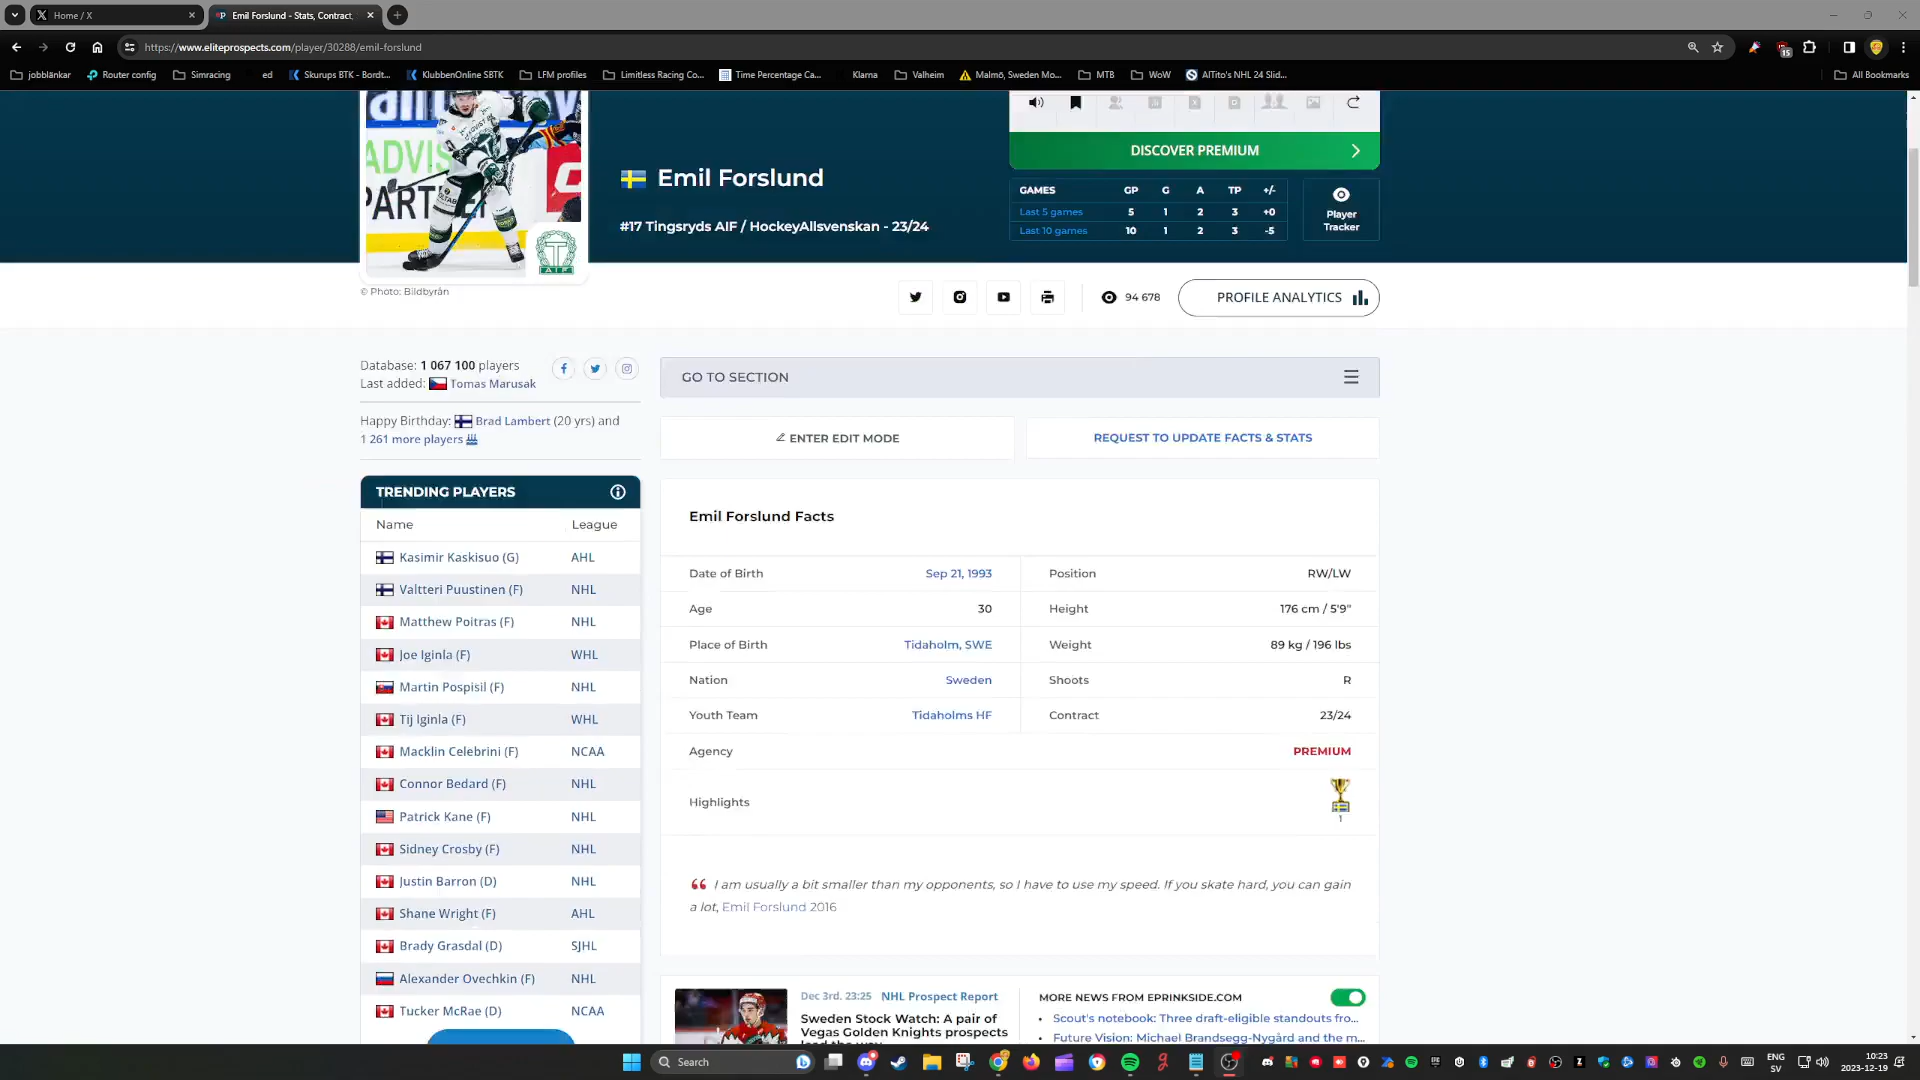 Home / X
Emil Forslund - Stats, Contract,
https://www.eliteprospects.com/player/30288/emil-forslund
15
jobblänkar
Router config
Simracing
ed
Skurups BTK - Bordt...
KlubbenOnline SBTK
LFM profiles
Limitless Racing Co...
Time Percentage Ca...
Klarna
Valheim
Malmö, Sweden Mo...
MTB
WoW
AlTito's NHL 24 Slid...
All Bookmarks
ADVIS
PARTNER
T
AIF
Emil Forslund
#17 Tingsryds AIF / HockeyAllsvenskan - 23/24
DISCOVER PREMIUM
GAMES GP G A TP +/-
Last 5 games 5 1 2 3 +0
Last 10 games 10 1 2 3 -5
Player
Tracker
© Photo: Bildbyrån
94 678
PROFILE ANALYTICS
Database: 1 067 100 players
Last added: Tomas Marusak
Happy Birthday: Brad Lambert (20 yrs) and
1 261 more players
TRENDING PLAYERS
Name League
Kasimir Kaskisuo (G) AHL
Valtteri Puustinen (F) NHL
Matthew Poitras (F) NHL
Joe Iginla (F) WHL
Martin Pospisil (F) NHL
Tij Iginla (F) WHL
Macklin Celebrini (F) NCAA
Connor Bedard (F) NHL
Patrick Kane (F) NHL
Sidney Crosby (F) NHL
Justin Barron (D) NHL
Shane Wright (F) AHL
Brady Grasdal (D) SJHL
Alexander Ovechkin (F) NHL
Tucker McRae (D) NCAA
GO TO SECTION
ENTER EDIT MODE
REQUEST TO UPDATE FACTS & STATS
Emil Forslund Facts
Date of Birth Sep 21, 1993 Position RW/LW
Age 30 Height 176 cm / 5'9"
Place of Birth Tidaholm, SWE Weight 89 kg / 196 lbs
Nation Sweden Shoots R
Youth Team Tidaholms HF Contract 23/24
Agency PREMIUM
Highlights 1
“ I am usually a bit smaller than my opponents, so I have to use my speed. If you skate hard, you can gain
a lot, Emil Forslund 2016
Dec 3rd. 23:25 NHL Prospect Report
Sweden Stock Watch: A pair of
Vegas Golden Knights prospects
lead the way
MORE NEWS FROM EPRINKSIDE.COM
• Scout's notebook: Three draft-eligible standouts fro...
• Future Vision: Michael Brandsegg-Nygård and the m...
Search
ENG
SV
10:23
2023-12-19